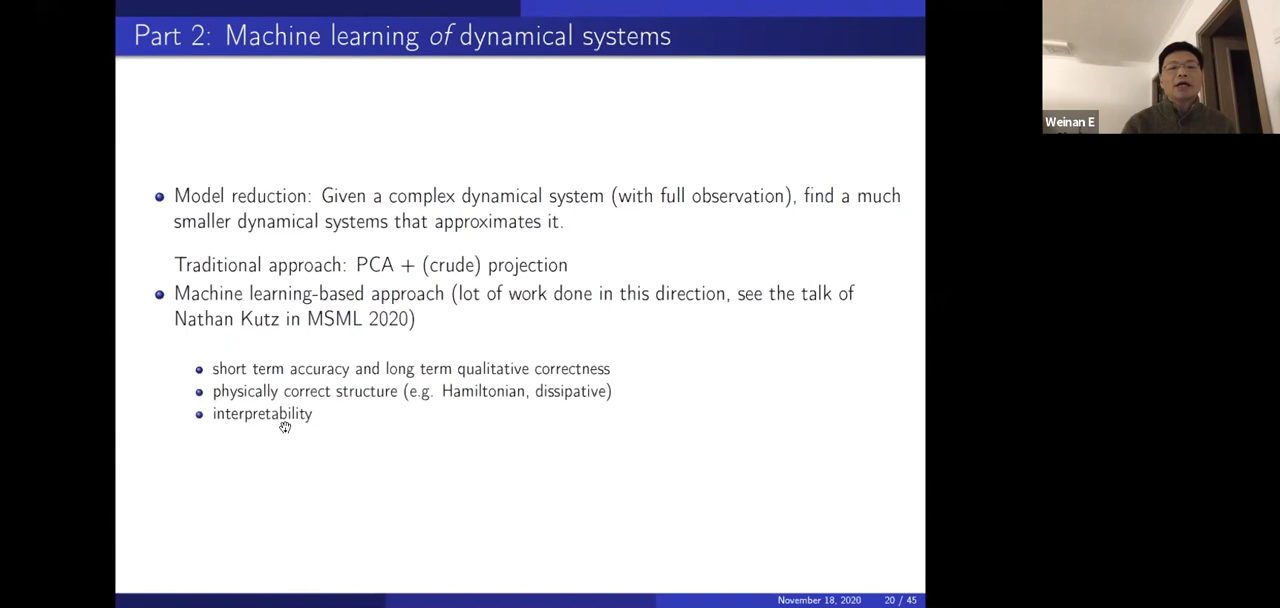 Part 2: Machine learning of dynamical systems
Weinan E
Model reduction: Given a complex dynamical system (with full observation), find a much
smaller dynamical systems that approximates it.
Traditional approach: PCA + (crude) projection
Machine learning-based approach (lot of work done in this direction, see the talk of
Nathan Kutz in MSML 2020)
short term accuracy and long term qualitative correctness
physically correct structure (e.g. Hamiltonian, dissipative)
interpretability
November 18, 2020 20 / 45